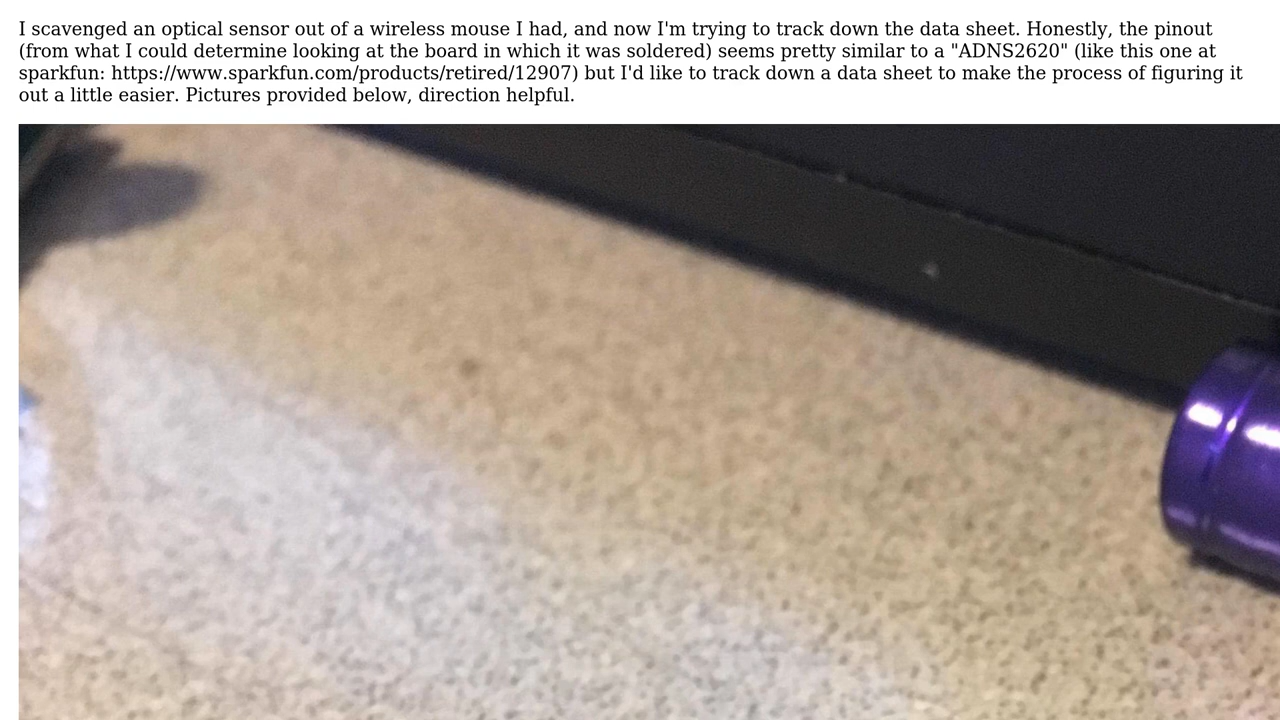 I scavenged an optical sensor out of a wireless mouse I had, and now I'm trying to track down the data sheet. Honestly, the pinout
(from what I could determine looking at the board in which it was soldered) seems pretty similar to a "ADNS2620" (like this one at
sparkfun: https://www.sparkfun.com/products/retired/12907) but I'd like to track down a data sheet to make the process of figuring it
out a little easier. Pictures provided below, direction helpful.